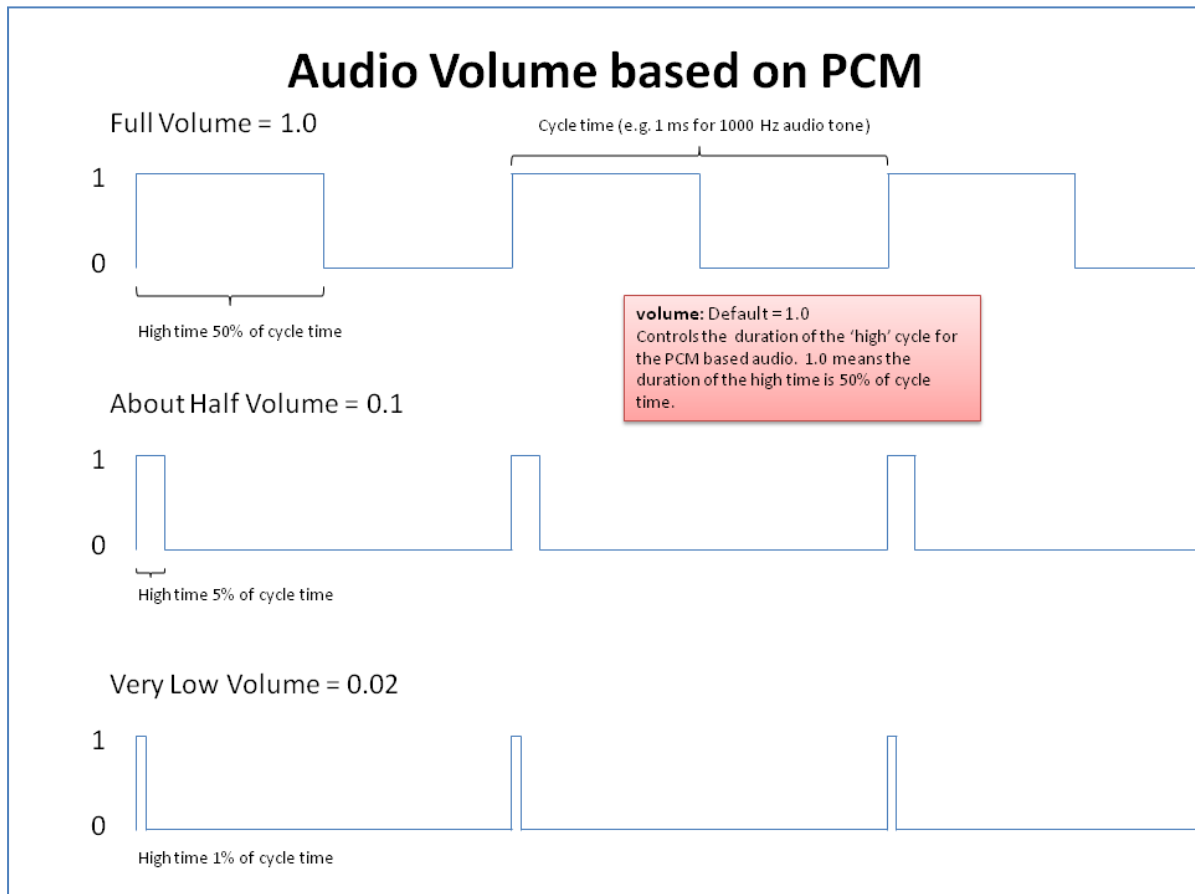 Audio Volume based on PCM
Full Volume = 1.0
Cycle time (e.g. 1 ms for 1000 Hz audio tone)
1
0
High time 50% of cycle time
volume: Default = 1.0
Controls the duration of the ‘high’ cycle for
the PCM based audio. 1.0 means the
duration of the high time is 50% of cycle
time.
About Half Volume = 0.1
1
0
High time 5% of cycle time
Very Low Volume = 0.02
1
0
High time 1% of cycle time